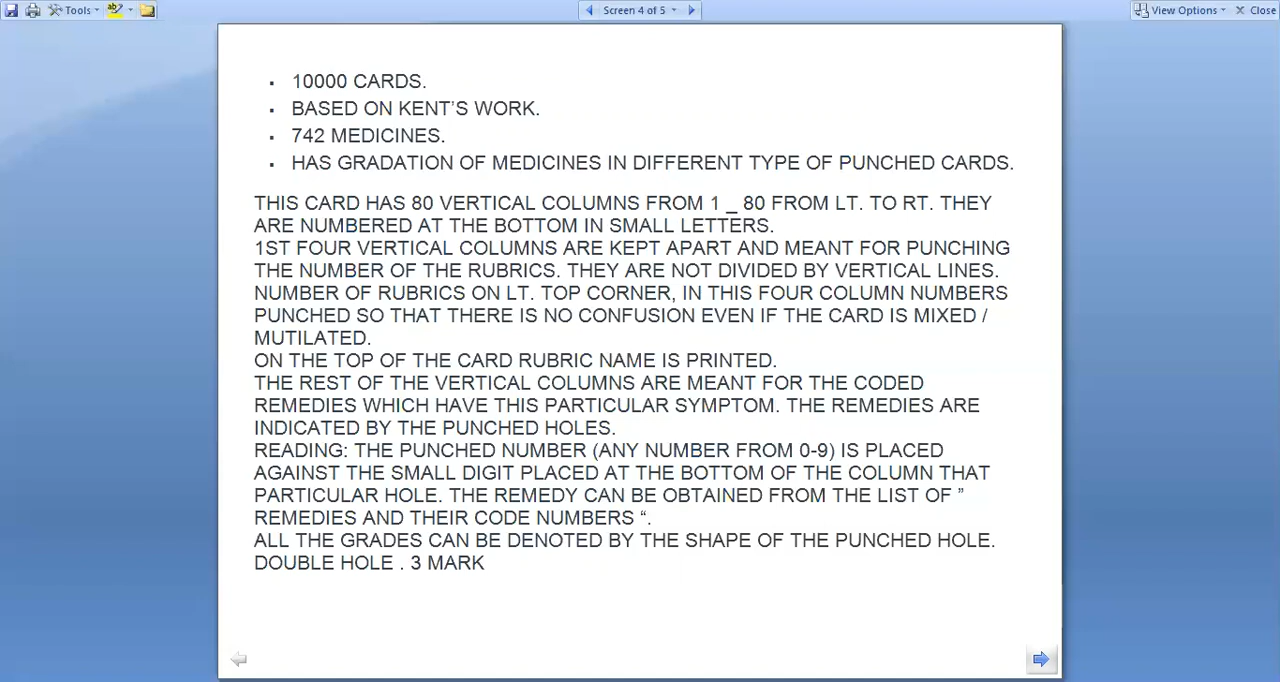 Tools
Screen 4 of 5
View Options
Close
▪ 10000 CARDS.
▪ BASED ON KENT’S WORK.
▪ 742 MEDICINES.
▪ HAS GRADATION OF MEDICINES IN DIFFERENT TYPE OF PUNCHED CARDS.
THIS CARD HAS 80 VERTICAL COLUMNS FROM 1 _ 80 FROM LT. TO RT. THEY
ARE NUMBERED AT THE BOTTOM IN SMALL LETTERS.
1ST FOUR VERTICAL COLUMNS ARE KEPT APART AND MEANT FOR PUNCHING
THE NUMBER OF THE RUBRICS. THEY ARE NOT DIVIDED BY VERTICAL LINES.
NUMBER OF RUBRICS ON LT. TOP CORNER, IN THIS FOUR COLUMN NUMBERS
PUNCHED SO THAT THERE IS NO CONFUSION EVEN IF THE CARD IS MIXED /
MUTILATED.
ON THE TOP OF THE CARD RUBRIC NAME IS PRINTED.
THE REST OF THE VERTICAL COLUMNS ARE MEANT FOR THE CODED
REMEDIES WHICH HAVE THIS PARTICULAR SYMPTOM. THE REMEDIES ARE
INDICATED BY THE PUNCHED HOLES.
READING: THE PUNCHED NUMBER (ANY NUMBER FROM 0-9) IS PLACED
AGAINST THE SMALL DIGIT PLACED AT THE BOTTOM OF THE COLUMN THAT
PARTICULAR HOLE. THE REMEDY CAN BE OBTAINED FROM THE LIST OF ”
REMEDIES AND THEIR CODE NUMBERS “.
ALL THE GRADES CAN BE DENOTED BY THE SHAPE OF THE PUNCHED HOLE.
DOUBLE HOLE . 3 MARK